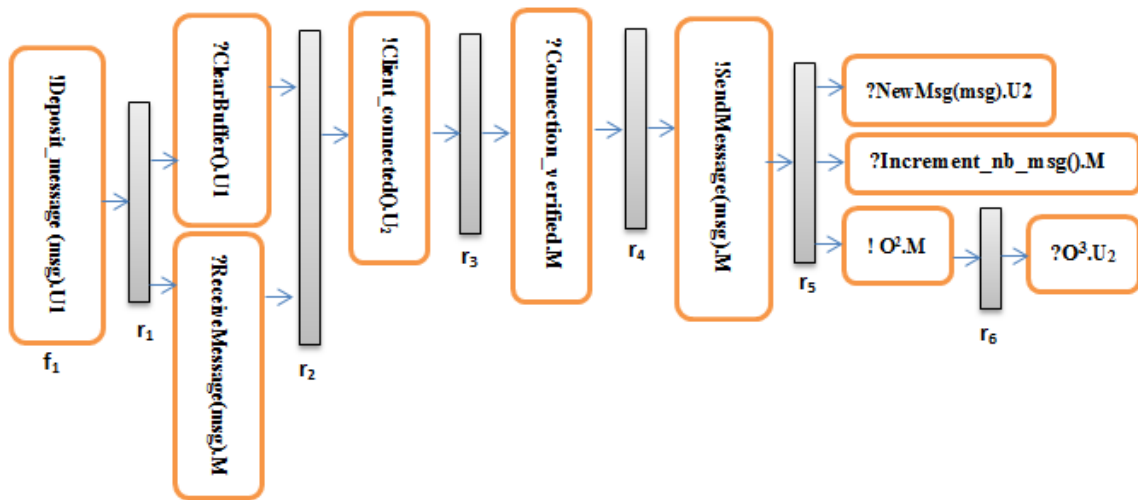 !Deposit_message (msg).U1
f₁
r₁
?ClearBuffer().U1
?ReceiveMessage(msg).M
r₂
!Client_connected().U₂
r₃
?Connection_verified.M
r₄
!SendMessage(msg).M
r₅
?NewMsg(msg).U2
?Increment_nb_msg().M
! O².M
r₆
?O³.U₂